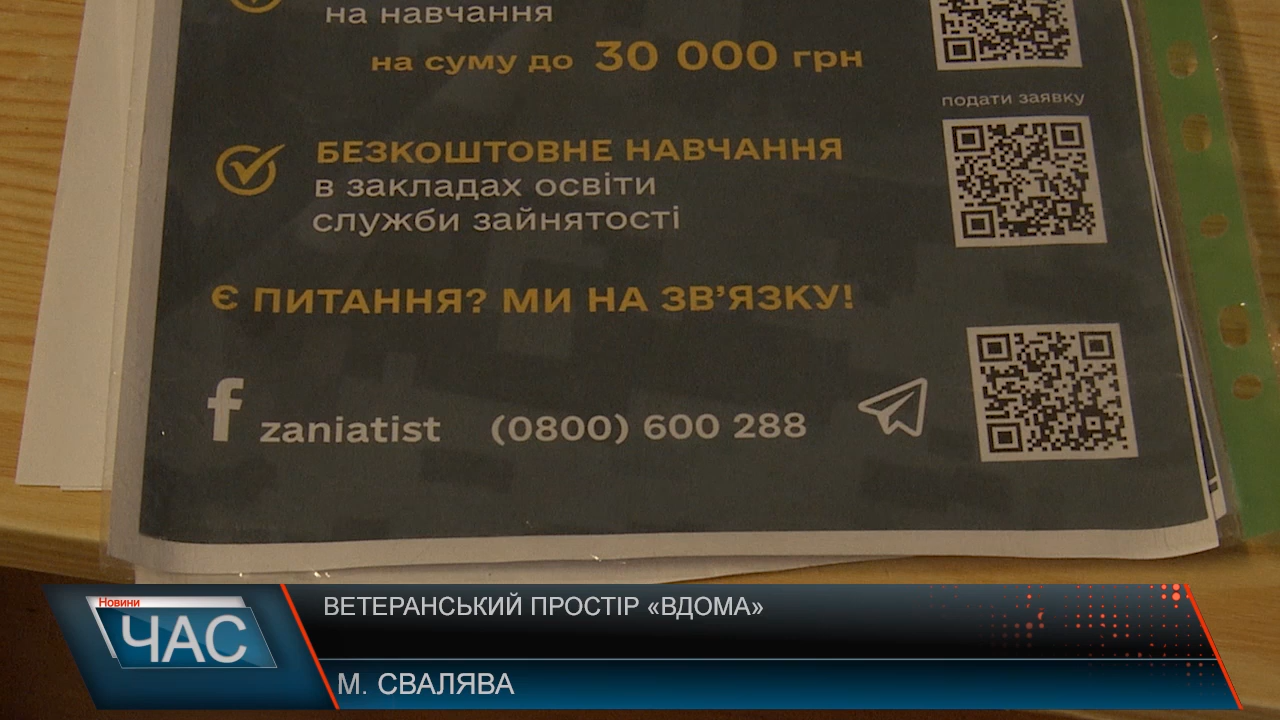 на навчання
на суму до 30 000 грн
подати заявку
БЕЗКОШТОВНЕ НАВЧАННЯ
в закладах освіти
служби зайнятості
Є ПИТАННЯ? МИ НА ЗВ’ЯЗКУ!
f zaniatist (0800) 600 288
Новини
ЧАС
ВЕТЕРАНСЬКИЙ ПРОСТІР «ВДОМА»
М. СВАЛЯВА